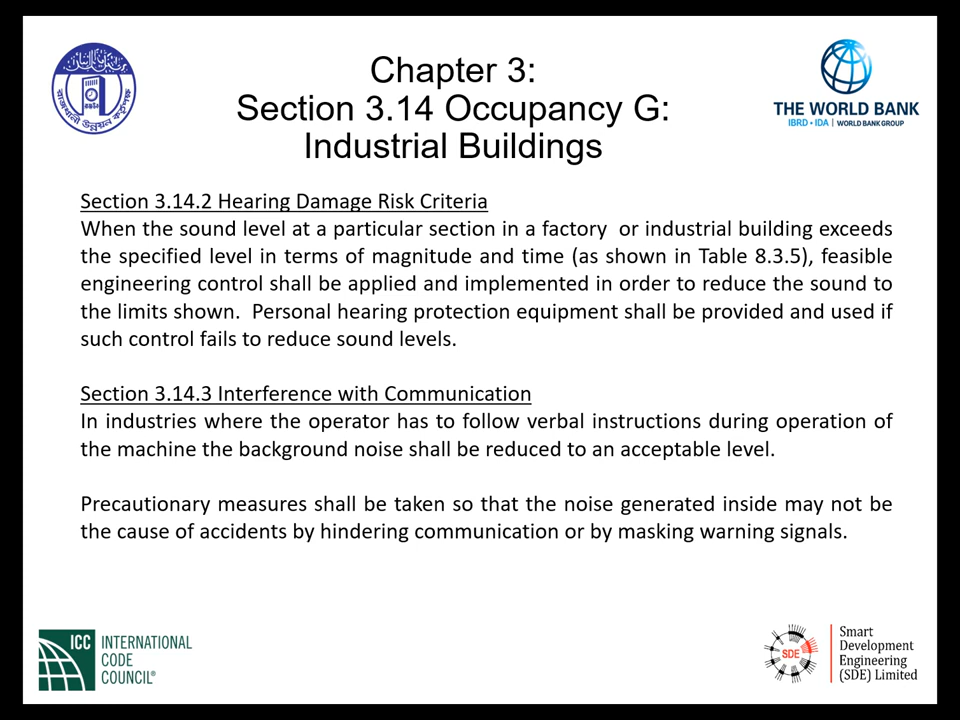 Chapter 3:
Section 3.14 Occupancy G:
Industrial Buildings
THE WORLD BANK
IBRD • IDA | WORLD BANK GROUP
Section 3.14.2 Hearing Damage Risk Criteria
When the sound level at a particular section in a factory or industrial building exceeds
the specified level in terms of magnitude and time (as shown in Table 8.3.5), feasible
engineering control shall be applied and implemented in order to reduce the sound to
the limits shown. Personal hearing protection equipment shall be provided and used if
such control fails to reduce sound levels.
Section 3.14.3 Interference with Communication
In industries where the operator has to follow verbal instructions during operation of
the machine the background noise shall be reduced to an acceptable level.
Precautionary measures shall be taken so that the noise generated inside may not be
the cause of accidents by hindering communication or by masking warning signals.
ICC INTERNATIONAL
CODE
COUNCIL®
SDE
Smart
Development
Engineering
(SDE) Limited